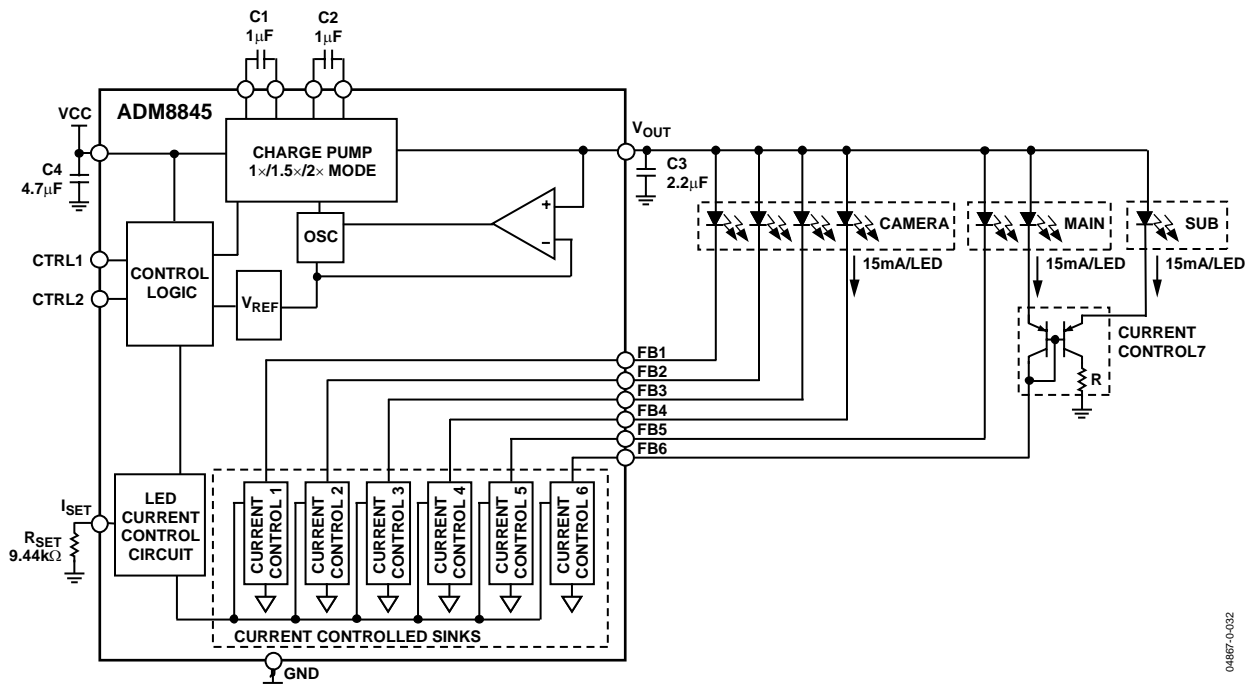 C1
1μF
C2
1μF
VCC
ADM8845
C4
4.7μF
CHARGE PUMP
1×/1.5×/2× MODE
VOUT
C3
2.2μF
OSC
+
–
CAMERA
MAIN
SUB
15mA/LED
15mA/LED
15mA/LED
CTRL1
CTRL2
CONTROL
LOGIC
VREF
CURRENT
CONTROL7
R
FB1
FB2
FB3
FB4
FB5
FB6
ISET
RSET
9.44kΩ
LED
CURRENT
CONTROL
CIRCUIT
CURRENT
CONTROL 1
CURRENT
CONTROL 2
CURRENT
CONTROL 3
CURRENT
CONTROL 4
CURRENT
CONTROL 5
CURRENT
CONTROL 6
CURRENT CONTROLLED SINKS
GND
04867-0-032